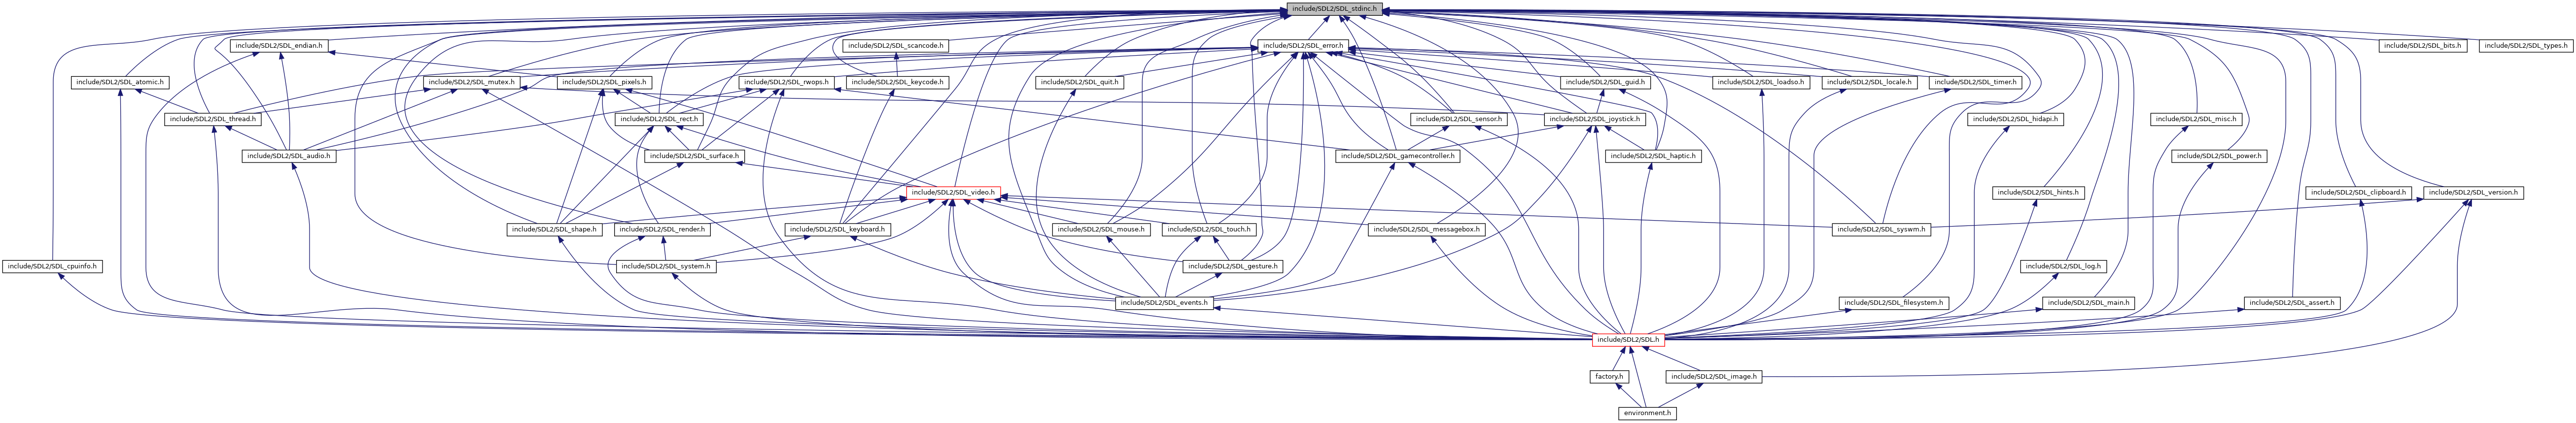 include/SDL2/SDL_stdinc.h
include/SDL2/SDL_endian.h
include/SDL2/SDL_scancode.h
include/SDL2/SDL_error.h
include/SDL2/SDL_bits.h
include/SDL2/SDL_types.h
include/SDL2/SDL_atomic.h
include/SDL2/SDL_mutex.h
include/SDL2/SDL_pixels.h
include/SDL2/SDL_rwops.h
include/SDL2/SDL_keycode.h
include/SDL2/SDL_quit.h
include/SDL2/SDL_guid.h
include/SDL2/SDL_loadso.h
include/SDL2/SDL_locale.h
include/SDL2/SDL_timer.h
include/SDL2/SDL_thread.h
include/SDL2/SDL_rect.h
include/SDL2/SDL_sensor.h
include/SDL2/SDL_joystick.h
include/SDL2/SDL_hidapi.h
include/SDL2/SDL_misc.h
include/SDL2/SDL_audio.h
include/SDL2/SDL_surface.h
include/SDL2/SDL_gamecontroller.h
include/SDL2/SDL_haptic.h
include/SDL2/SDL_power.h
include/SDL2/SDL_video.h
include/SDL2/SDL_hints.h
include/SDL2/SDL_clipboard.h
include/SDL2/SDL_version.h
include/SDL2/SDL_shape.h
include/SDL2/SDL_render.h
include/SDL2/SDL_keyboard.h
include/SDL2/SDL_mouse.h
include/SDL2/SDL_touch.h
include/SDL2/SDL_messagebox.h
include/SDL2/SDL_syswm.h
include/SDL2/SDL_cpuinfo.h
include/SDL2/SDL_system.h
include/SDL2/SDL_gesture.h
include/SDL2/SDL_log.h
include/SDL2/SDL_events.h
include/SDL2/SDL_filesystem.h
include/SDL2/SDL_main.h
include/SDL2/SDL_assert.h
include/SDL2/SDL.h
factory.h
include/SDL2/SDL_image.h
environment.h